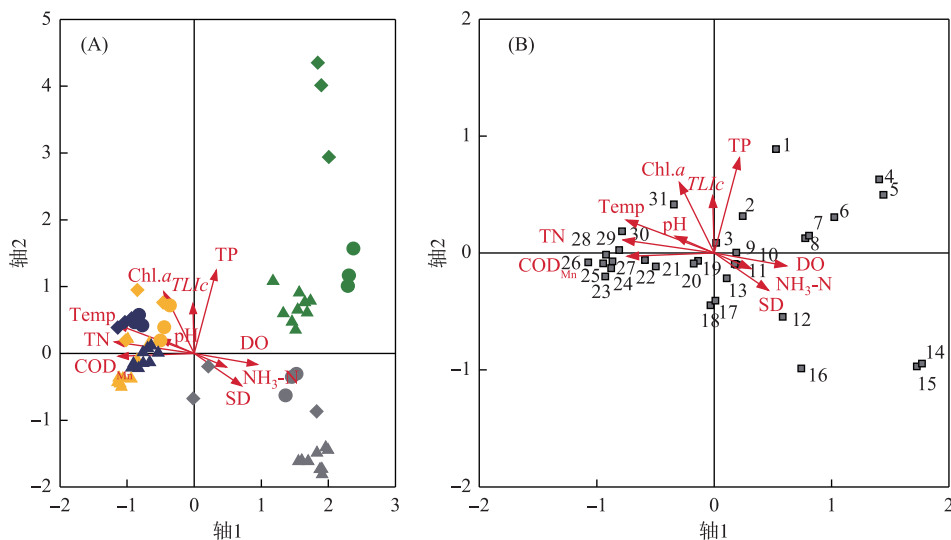 (A)
5
4
3
2
1
0
−1
−2
−2
−1
0
1
2
3
轴2
轴1
TP
Chl.a
TLIc
Temp
pH
TN
COD
Mn
DO
NH₃-N
SD
(B)
2
1
0
−1
−2
−2
−1
0
1
2
轴2
轴1
TP
Chl.a
TLIc
Temp
pH
TN
COD
Mn
DO
NH₃-N
SD
1
2
3
4
5
6
7
8
9
10
11
12
13
14
15
16
17
18
19
20
21
22
23
24
25
26
27
28
29
30
31